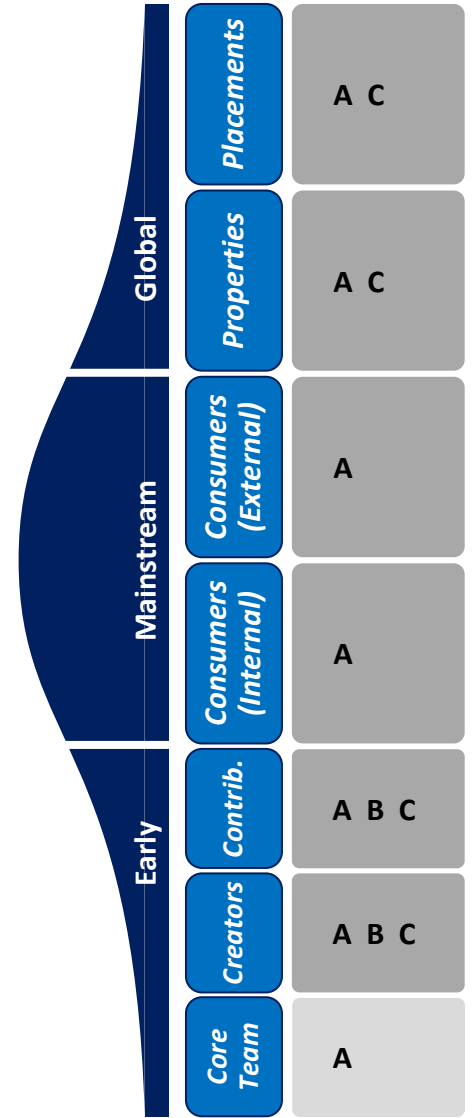 Global
Mainstream
Early
Placements
A C
Properties
A C
Consumers
(External)
A
Consumers
(Internal)
A
Contrib.
A B C
Creators
A B C
Core
Team
A